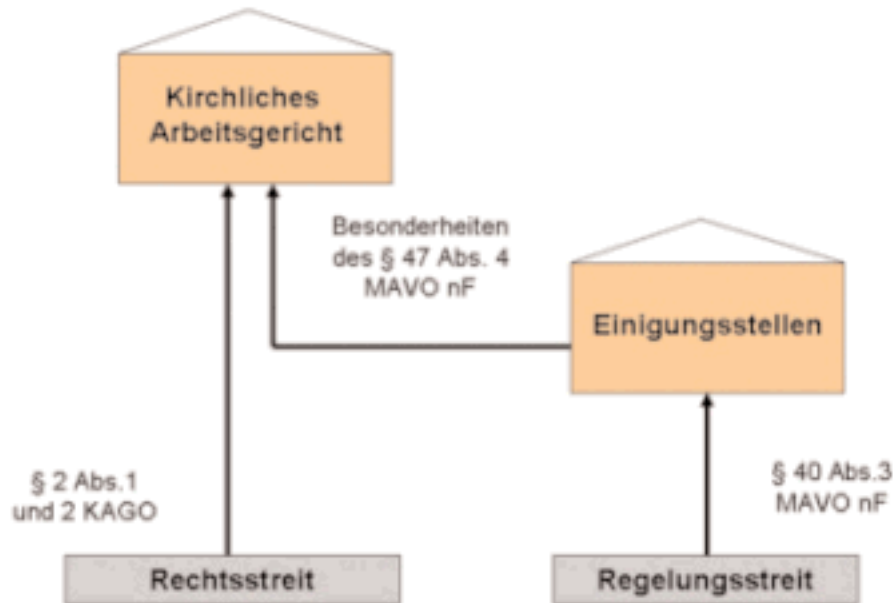 Kirchliches
Arbeitsgericht
Besonderheiten
des § 47 Abs. 4
MAVO nF
Einigungsstellen
§ 2 Abs.1
und 2 KAGO
§ 40 Abs.3
MAVO nF
Rechtsstreit
Regelungsstreit